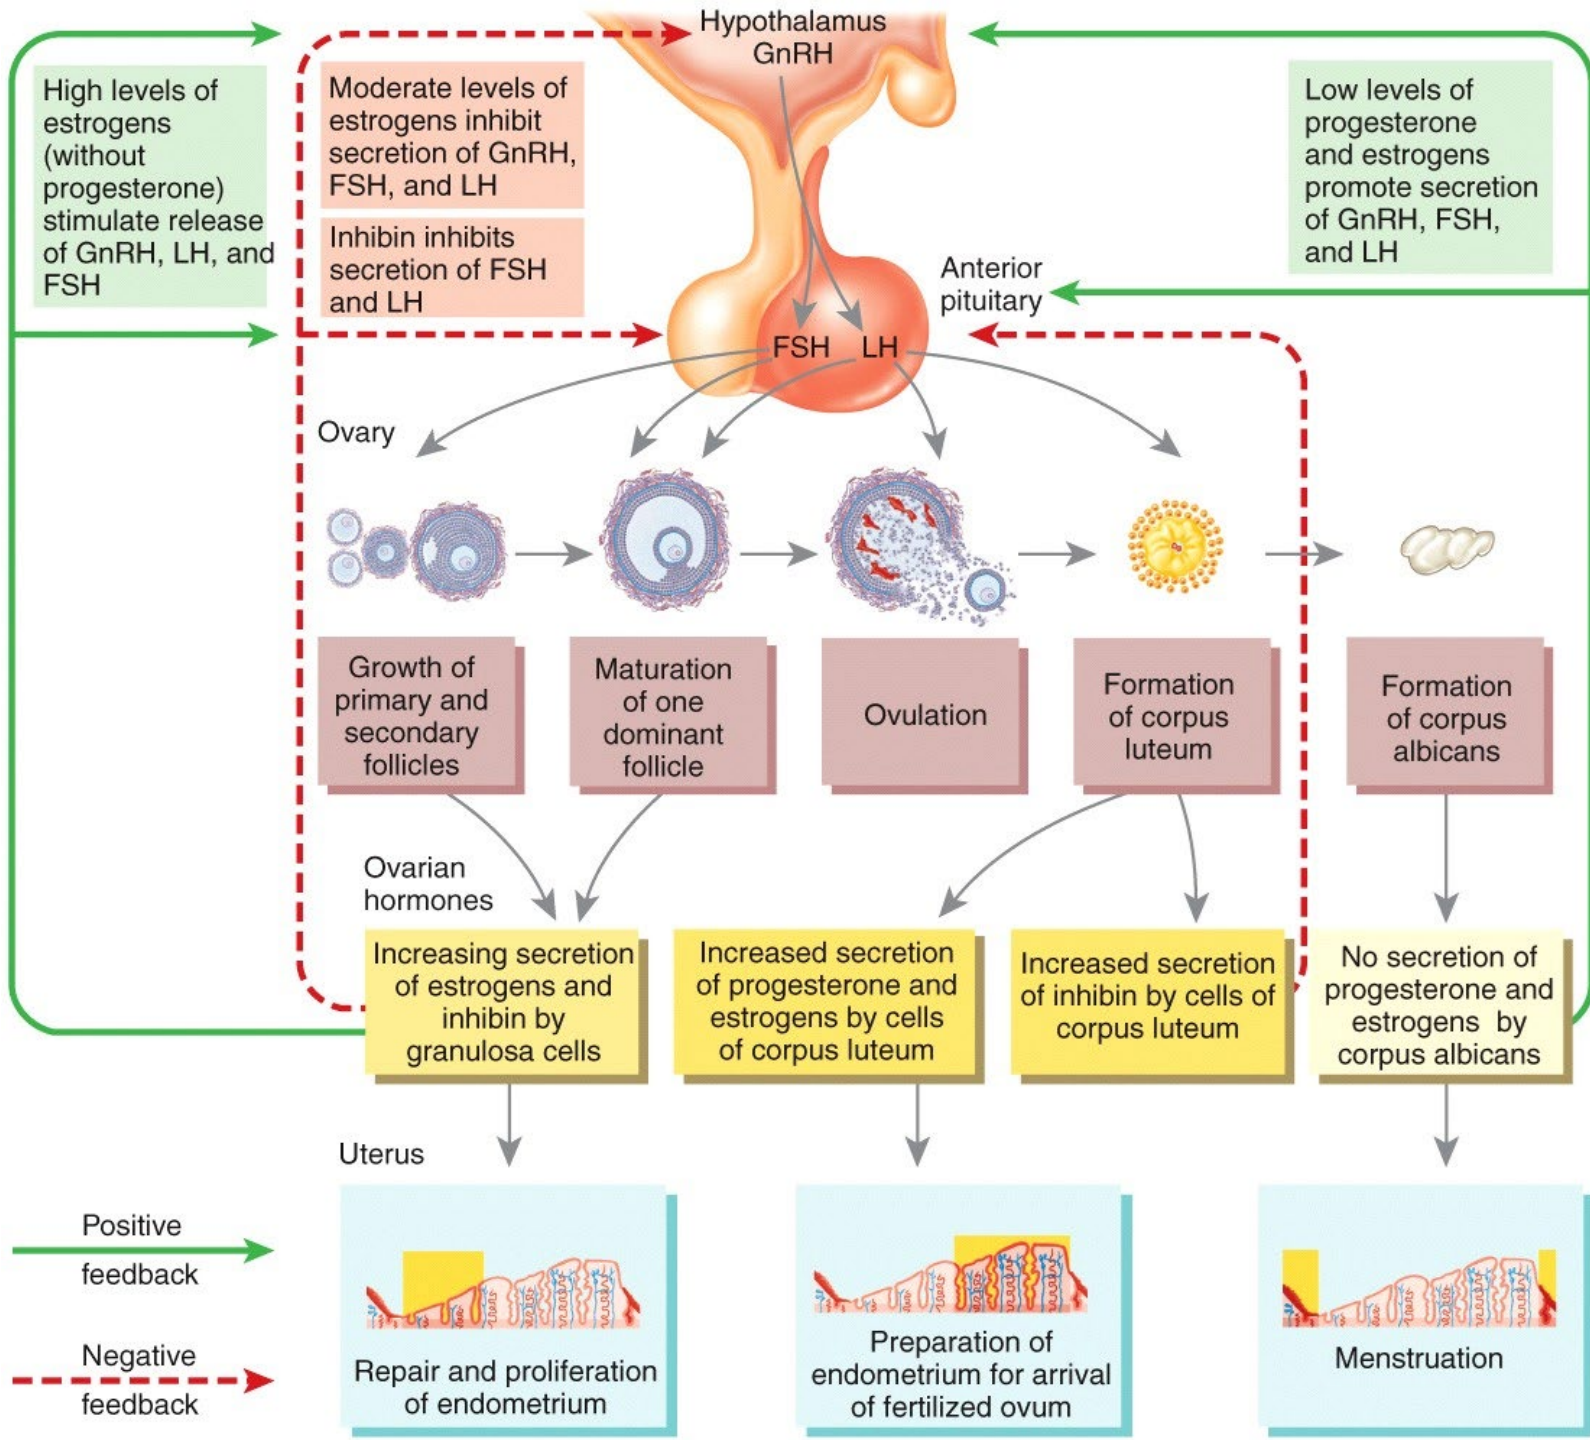 Hypothalamus
GnRH
High levels of
estrogens
(without
progesterone)
stimulate release
of GnRH, LH, and
FSH
Moderate levels of
estrogens inhibit
secretion of GnRH,
FSH, and LH
Inhibin inhibits
secretion of FSH
and LH
Low levels of
progesterone
and estrogens
promote secretion
of GnRH, FSH,
and LH
Anterior
pituitary
FSH
LH
Ovary
Growth of
primary and
secondary
follicles
Maturation
of one
dominant
follicle
Ovulation
Formation
of corpus
luteum
Formation
of corpus
albicans
Ovarian
hormones
Increasing secretion
of estrogens and
inhibin by
granulosa cells
Increased secretion
of progesterone and
estrogens by cells
of corpus luteum
Increased secretion
of inhibin by cells of
corpus luteum
No secretion of
progesterone and
estrogens by
corpus albicans
Uterus
Positive
feedback
Negative
feedback
Repair and proliferation
of endometrium
Preparation of
endometrium for arrival
of fertilized ovum
Menstruation